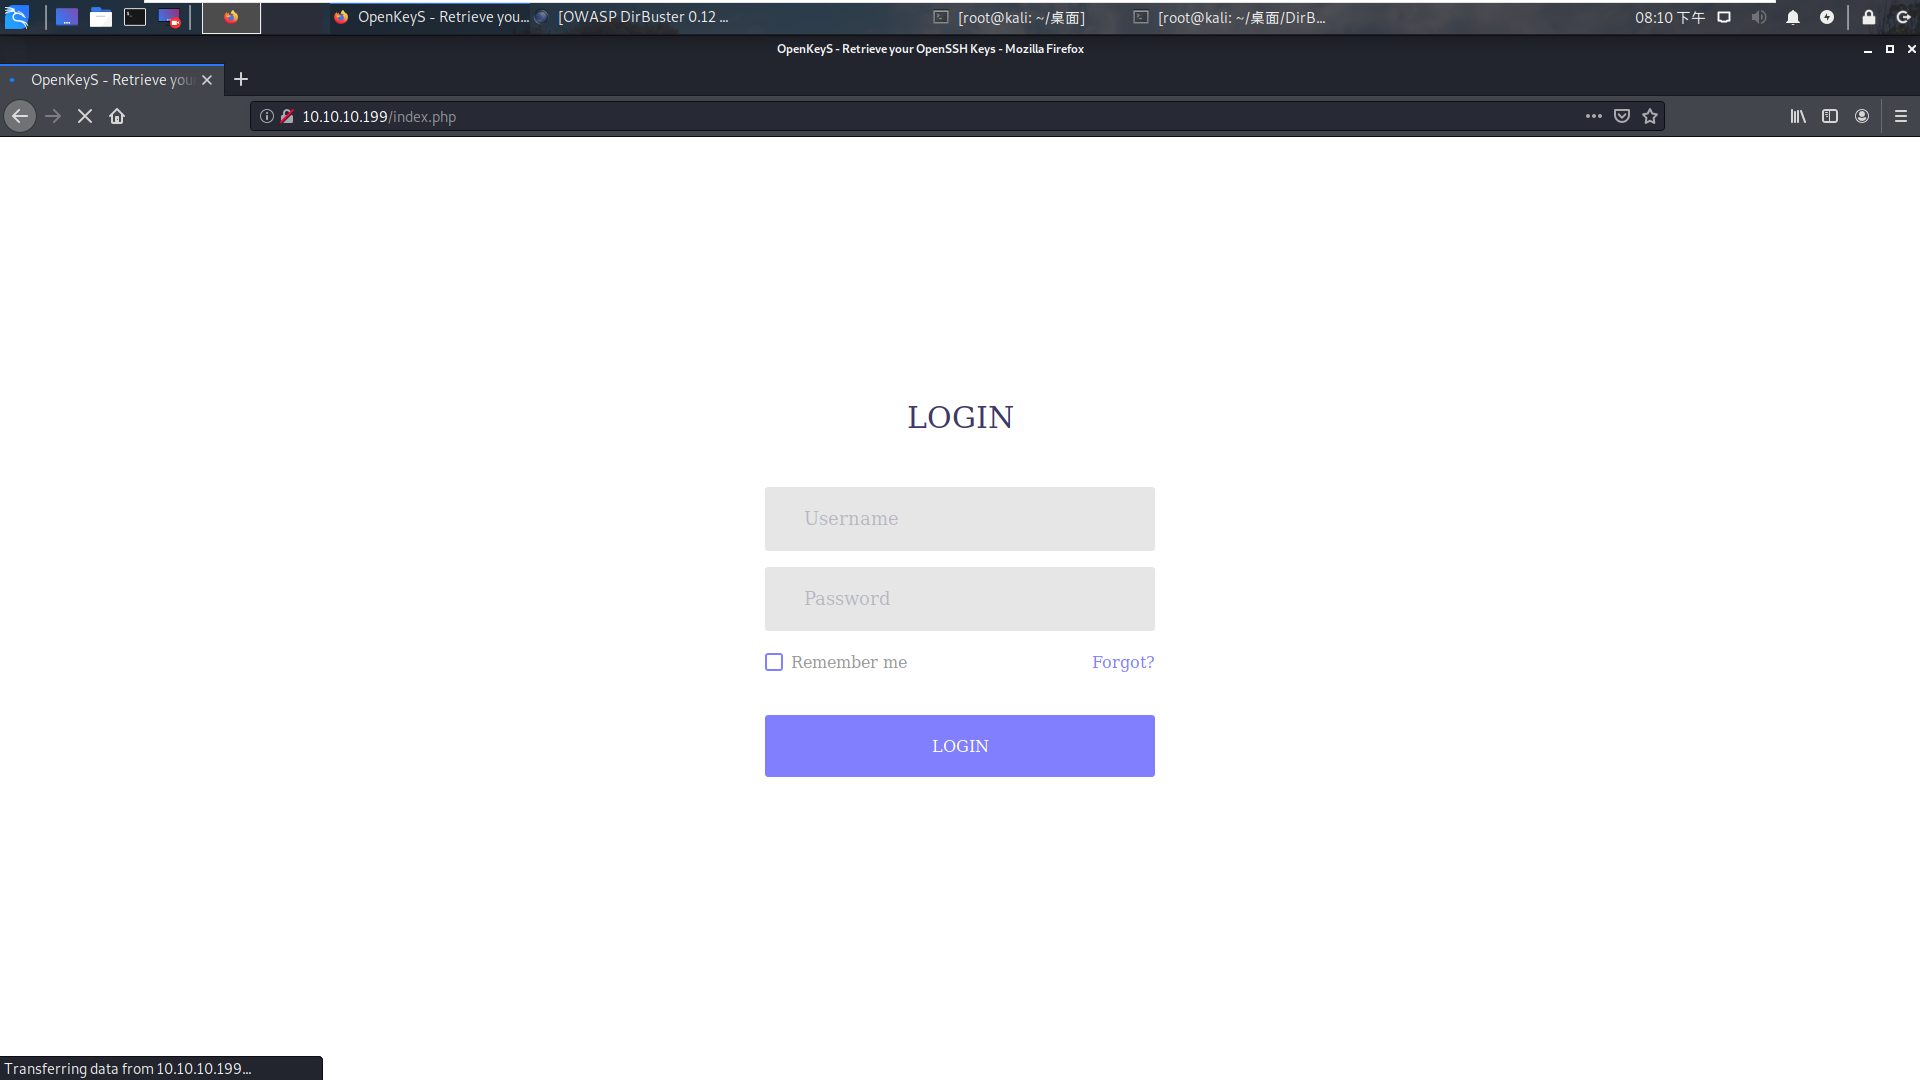 OpenKeyS - Retrieve you... [OWASP DirBuster 0.12 ... [root@kali: ~/桌面] [root@kali: ~/桌面/DirB... 08:10 下午
OpenKeyS - Retrieve your OpenSSH Keys - Mozilla Firefox
OpenKeyS - Retrieve you
10.10.10.199/index.php
LOGIN
Username
Password
Remember me Forgot?
LOGIN
Transferring data from 10.10.10.199...